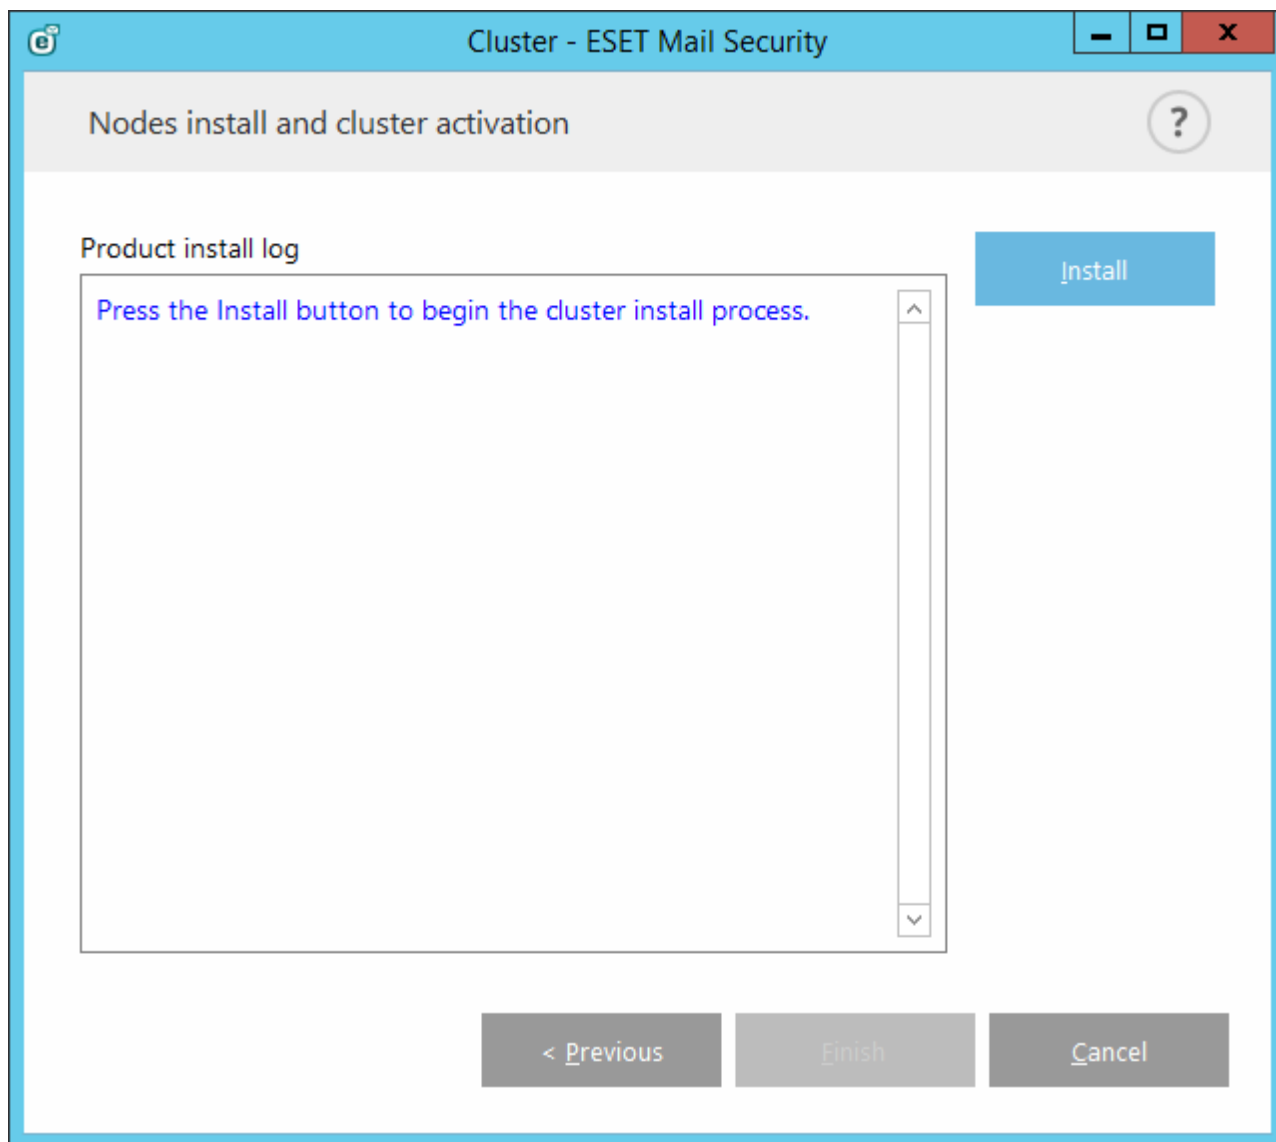 Cluster - ESET Mail Security
Nodes install and cluster activation
?
Product install log
Install
Press the Install button to begin the cluster install process.
< Previous
Finish
Cancel